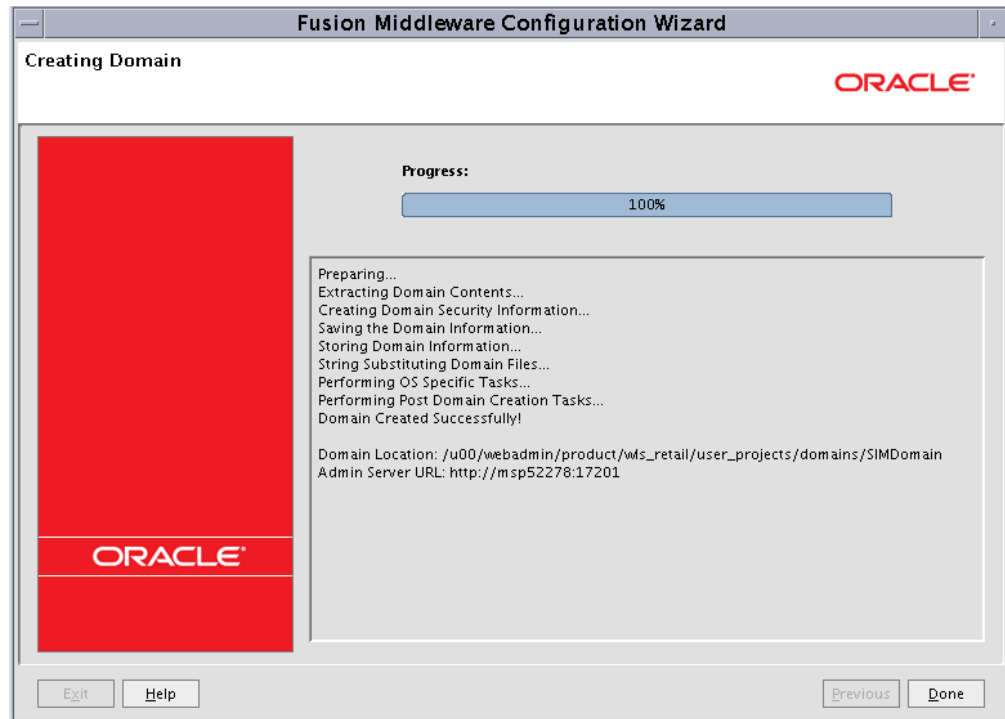 Fusion Middleware Configuration Wizard
Creating Domain
ORACLE
Progress:
100%
Preparing...
Extracting Domain Contents...
Creating Domain Security Information...
Saving the Domain Information...
Storing Domain Information...
String Substituting Domain Files...
Performing OS Specific Tasks...
Performing Post Domain Creation Tasks...
Domain Created Successfully!
Domain Location: /u00/webadmin/product/wls_retail/user_projects/domains/SIMDomain
Admin Server URL: http://msp52278:17201
ORACLE
Exit Help Previous Done